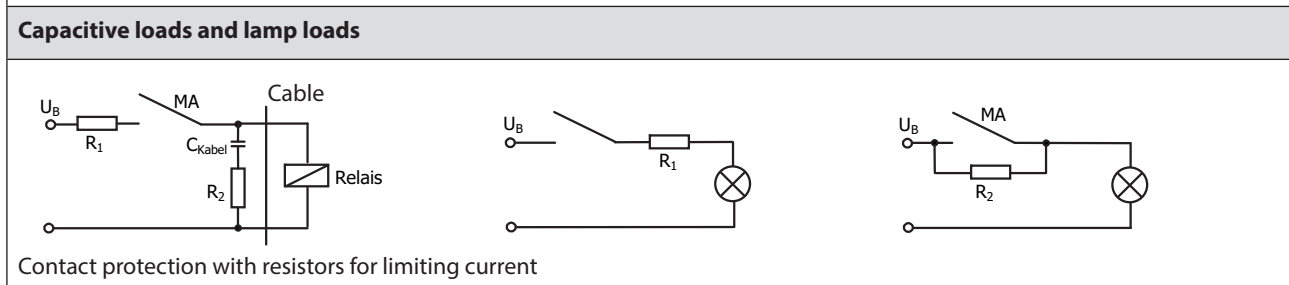 Capacitive loads and lamp loads
Cable
MA
UB
R1
CKabel
R2
Relais
UB
R1
MA
UB
R2
Contact protection with resistors for limiting current